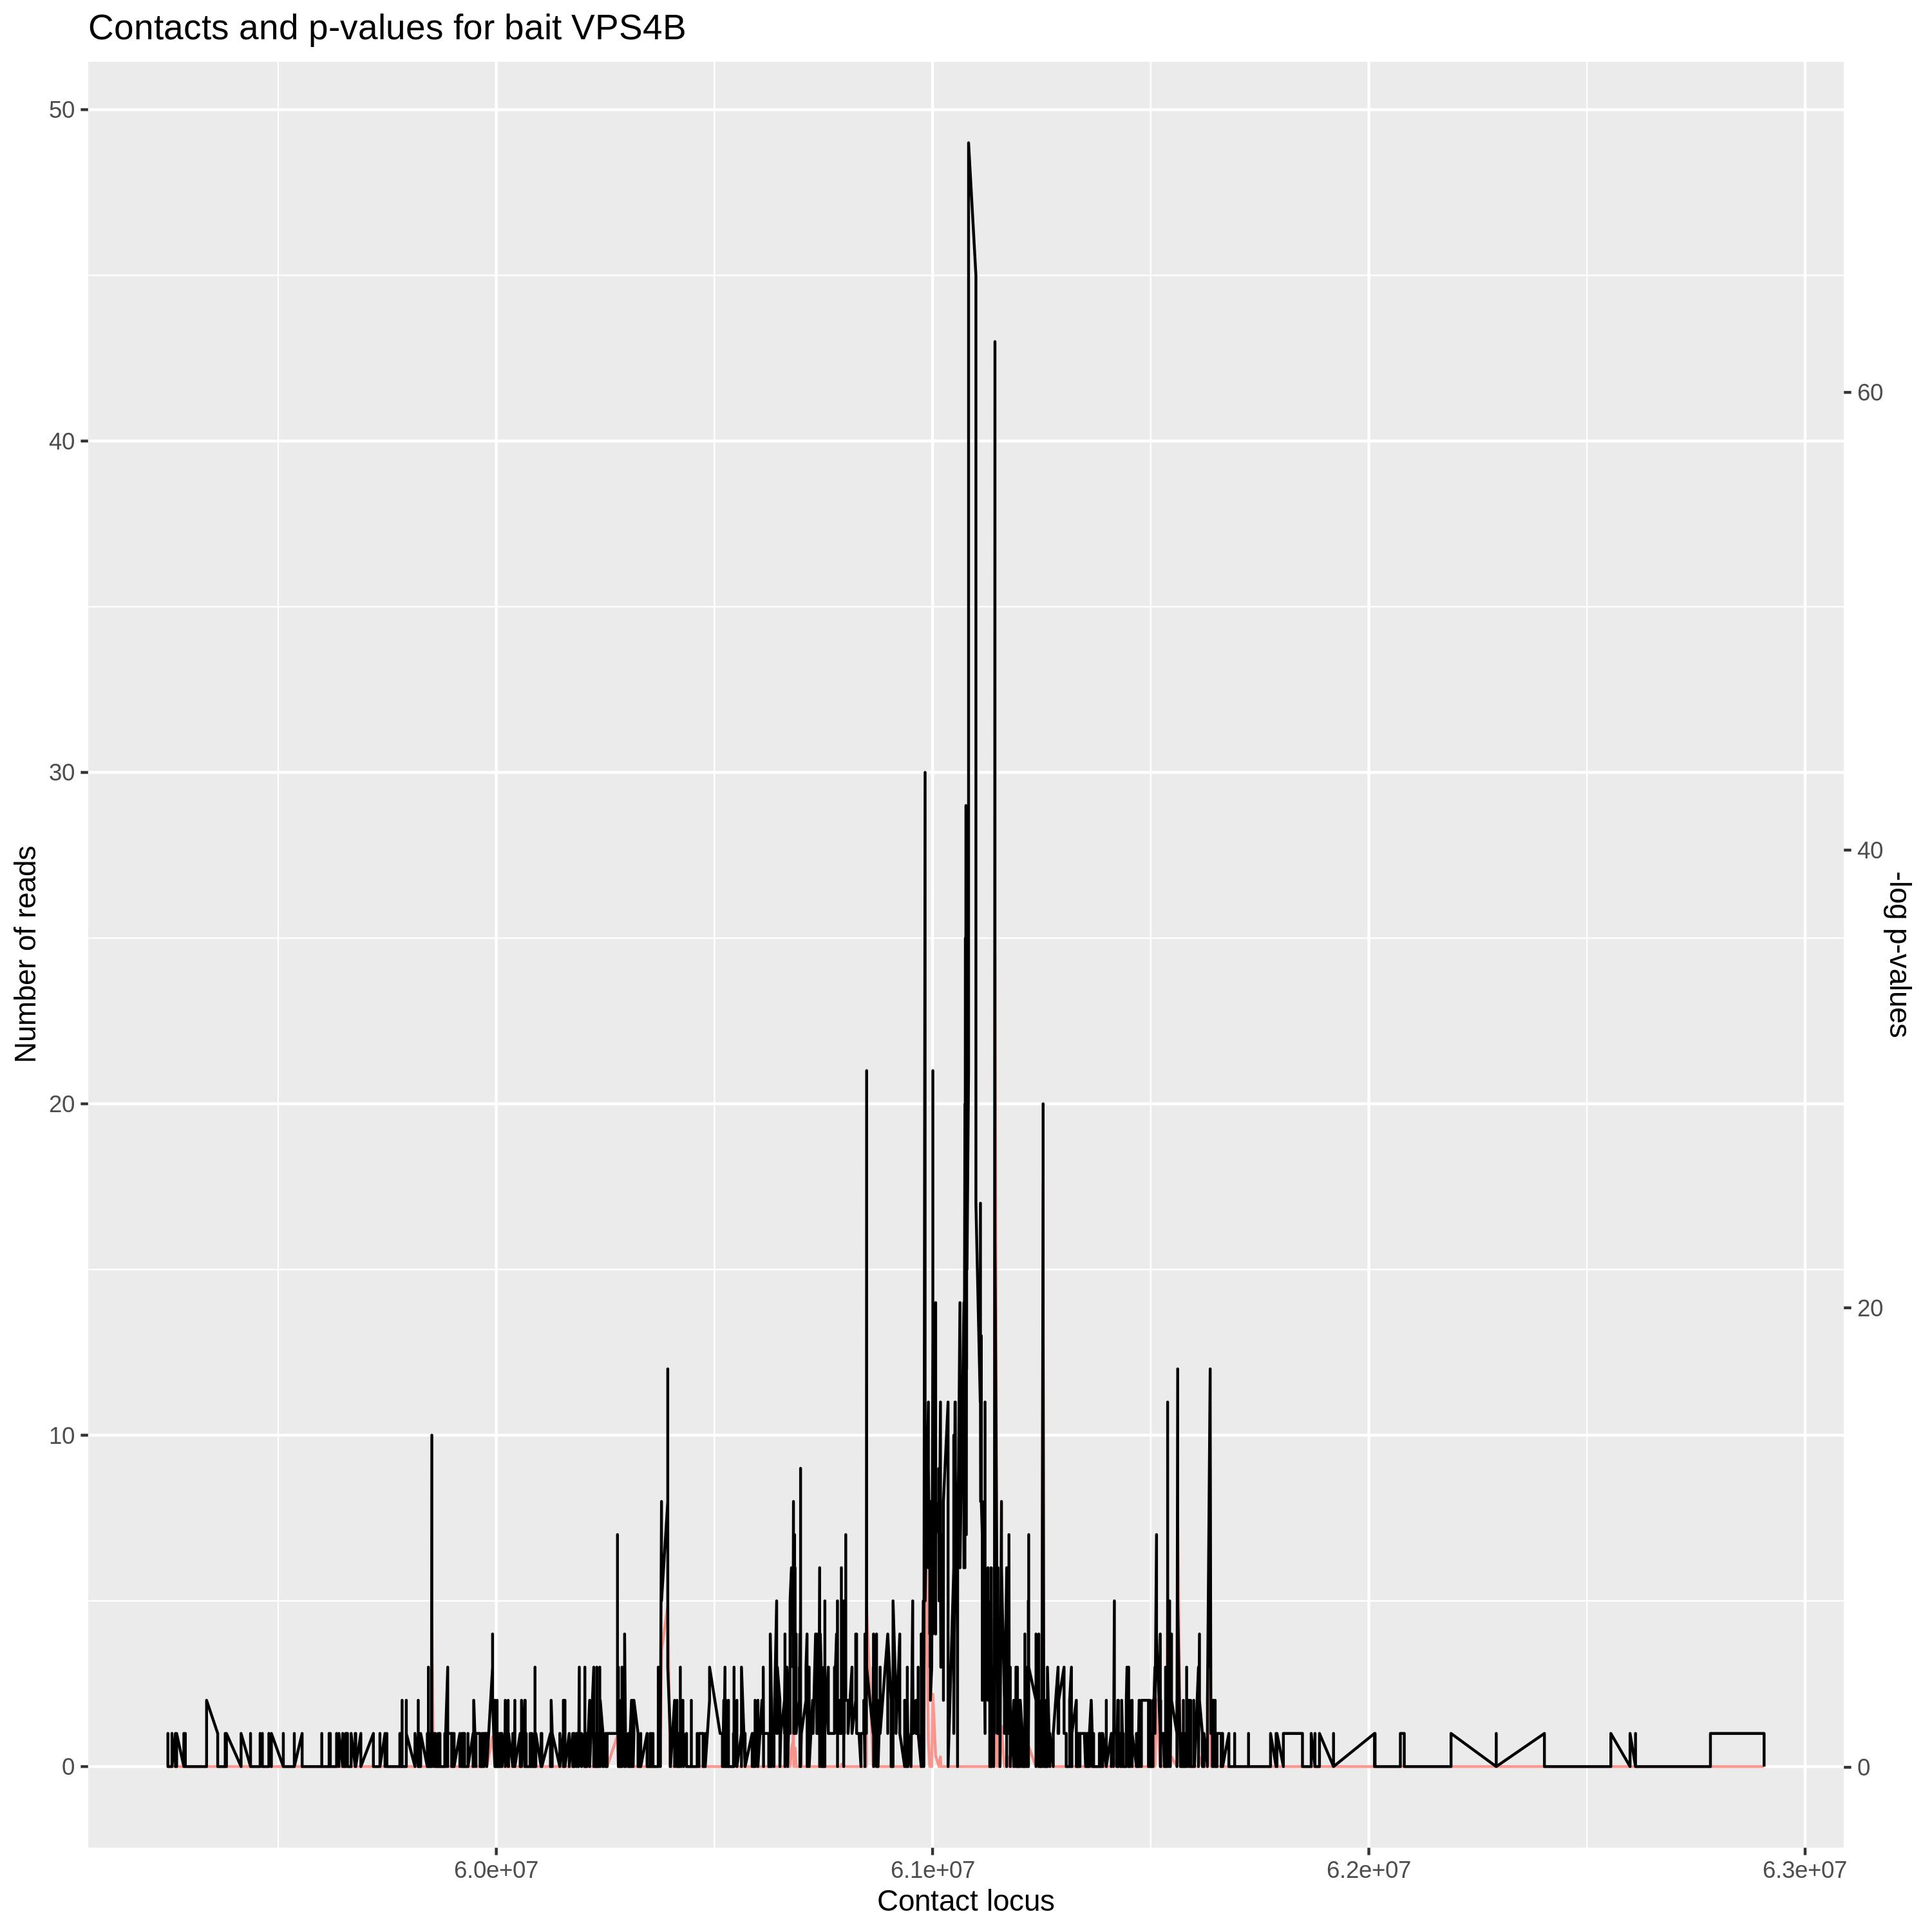 Contacts and p-values for bait VPS4B
50
40
30
20
10
0
Number of reads
60
40
20
0
-log p-values
6.0e+07
6.1e+07
6.2e+07
6.3e+07
Contact locus